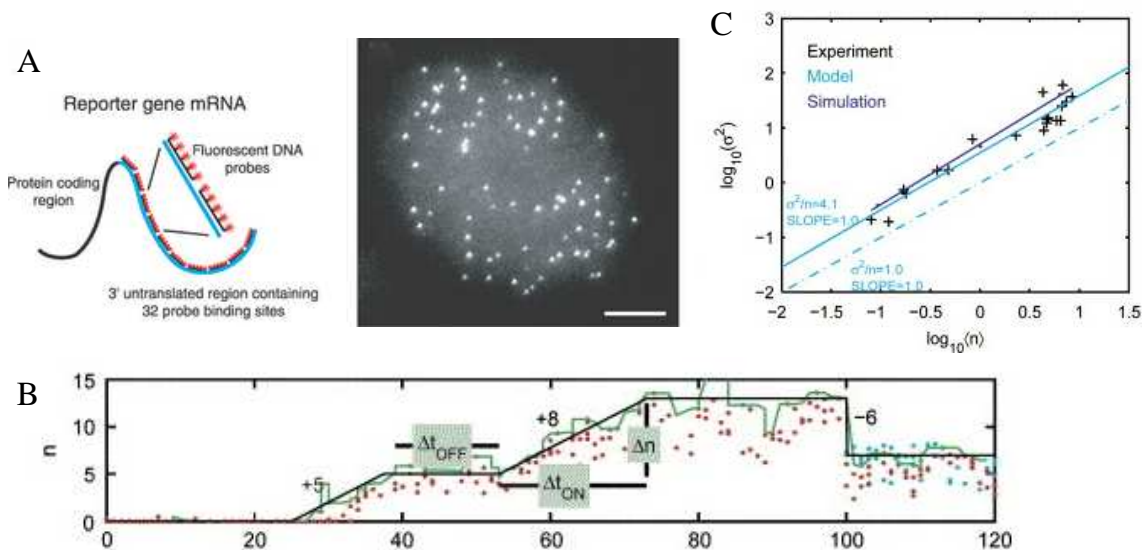 A
Reporter gene mRNA
Fluorescent DNA
probes
Protein coding
region
3' untranslated region containing
32 probe binding sites
C
Experiment
Model
Simulation
log₁₀(σ²)
3
2
1
0
−1
−2
σ²/n=4.1
SLOPE=1.0
σ²/n=1.0
SLOPE=1.0
−2 −1.5 −1 −0.5 0 0.5 1 1.5
log₁₀⟨n⟩
B
n
15
10
5
0
+5
Δt_OFF
+8
Δt_ON
Δn
−6
0 20 40 60 80 100 120